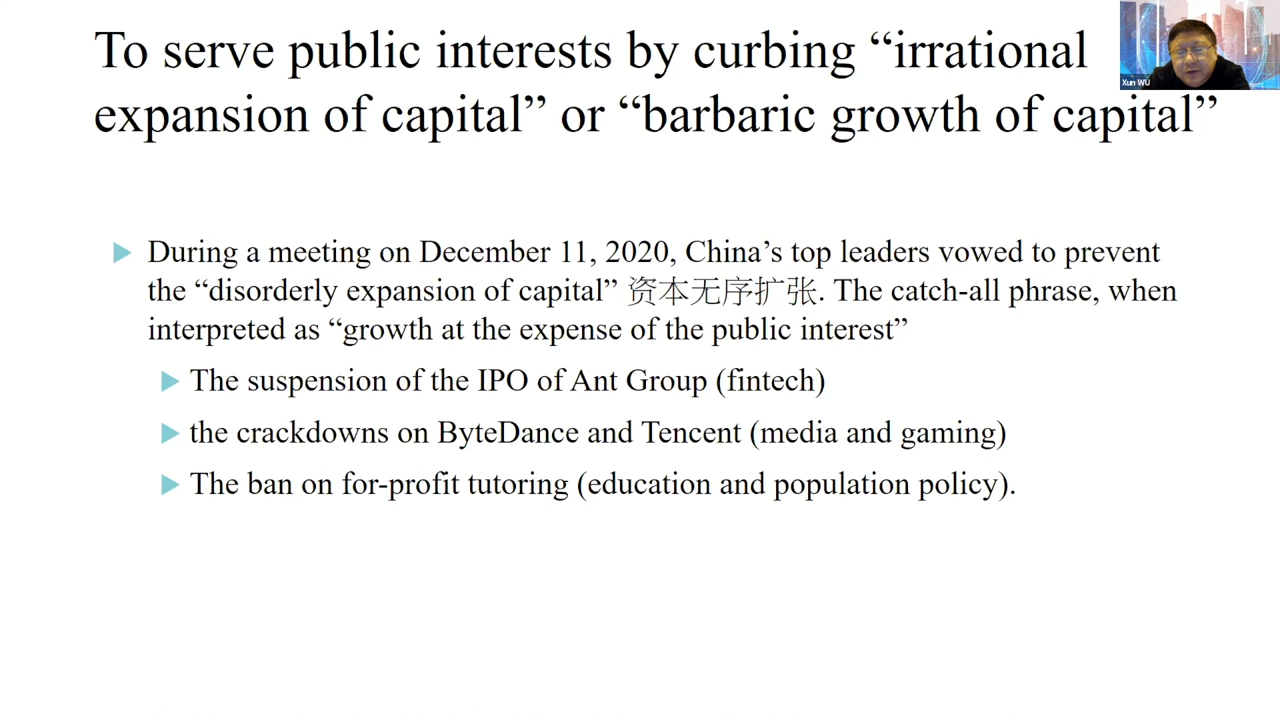 To serve public interests by curbing “irrational
expansion of capital” or “barbaric growth of capital”
Xun WU
During a meeting on December 11, 2020, China’s top leaders vowed to prevent
the “disorderly expansion of capital” 资本无序扩张. The catch-all phrase, when
interpreted as “growth at the expense of the public interest”
The suspension of the IPO of Ant Group (fintech)
the crackdowns on ByteDance and Tencent (media and gaming)
The ban on for-profit tutoring (education and population policy).